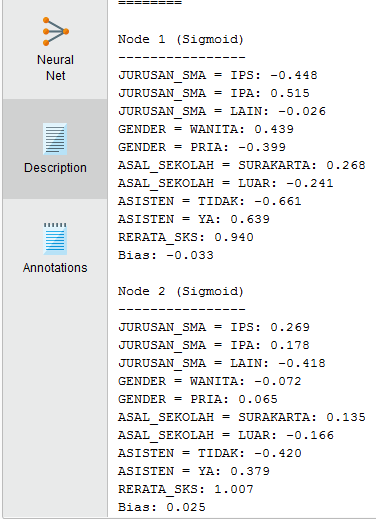 ========
Neural
Net
Description
Annotations
Node 1 (Sigmoid)
----------------
JURUSAN_SMA = IPS: -0.448
JURUSAN_SMA = IPA: 0.515
JURUSAN_SMA = LAIN: -0.026
GENDER = WANITA: 0.439
GENDER = PRIA: -0.399
ASAL_SEKOLAH = SURAKARTA: 0.268
ASAL_SEKOLAH = LUAR: -0.241
ASISTEN = TIDAK: -0.661
ASISTEN = YA: 0.639
RERATA_SKS: 0.940
Bias: -0.033
Node 2 (Sigmoid)
----------------
JURUSAN_SMA = IPS: 0.269
JURUSAN_SMA = IPA: 0.178
JURUSAN_SMA = LAIN: -0.418
GENDER = WANITA: -0.072
GENDER = PRIA: 0.065
ASAL_SEKOLAH = SURAKARTA: 0.135
ASAL_SEKOLAH = LUAR: -0.166
ASISTEN = TIDAK: -0.420
ASISTEN = YA: 0.379
RERATA_SKS: 1.007
Bias: 0.025